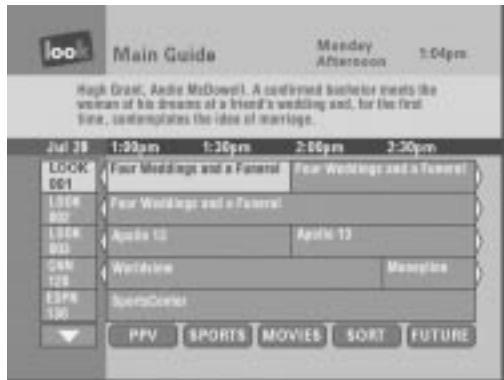 look
Main Guide
Monday
Afternoon
1:04pm
Hugh Grant, Andie McDowell. A confirmed bachelor meets the
woman of his dreams at a friend's wedding and, for the first
time, contemplates the idea of marriage.
Jul 28 1:00pm 1:30pm 2:00pm 2:30pm
LOOK 001 Four Weddings and a Funeral Four Weddings and a Funeral
LOOK 002 Four Weddings and a Funeral
LOOK 003 Apollo 13 Apollo 13
CNN 120 Worldview Moneyline
ESPN 130 SportsCenter
PPV SPORTS MOVIES SORT FUTURE